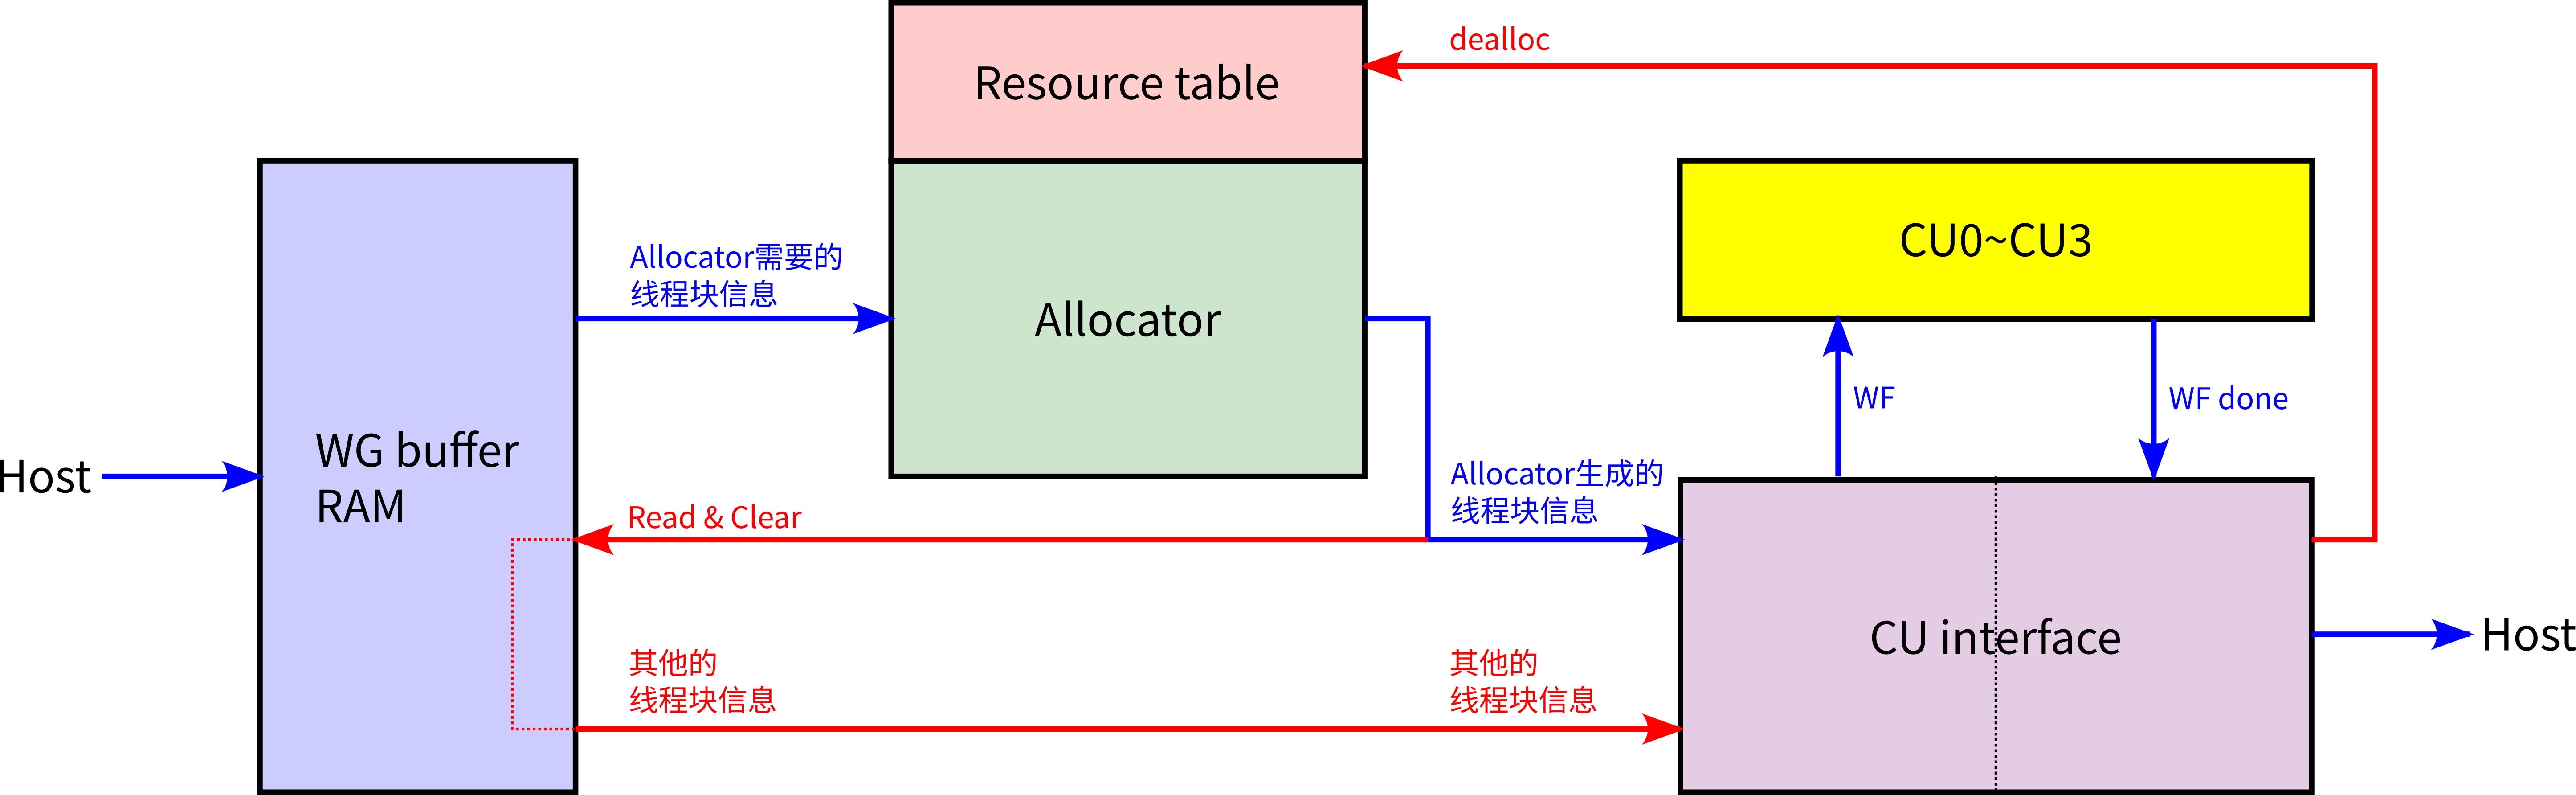 dealloc
Resource table
Allocator需要的
线程块信息
Allocator
CU0~CU3
WF
WF done
Host
WG buffer
RAM
Allocator生成的
线程块信息
Read & Clear
CU interface
Host
其他的
线程块信息
其他的
线程块信息